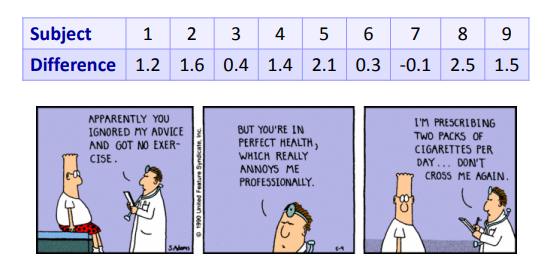 Subject 1 2 3 4 5 6 7 8 9
Difference 1.2 1.6 0.4 1.4 2.1 0.3 -0.1 2.5 1.5
APPARENTLY YOU
IGNORED MY ADVICE
AND GOT NO EXER-
CISE.
S.Adams
© 1990 United Feature Syndicate, Inc.
BUT YOU'RE IN
PERFECT HEALTH,
WHICH REALLY
ANNOYS ME
PROFESSIONALLY.
I'M PRESCRIBING
TWO PACKS OF
CIGARETTES PER
DAY... DON'T
CROSS ME AGAIN.